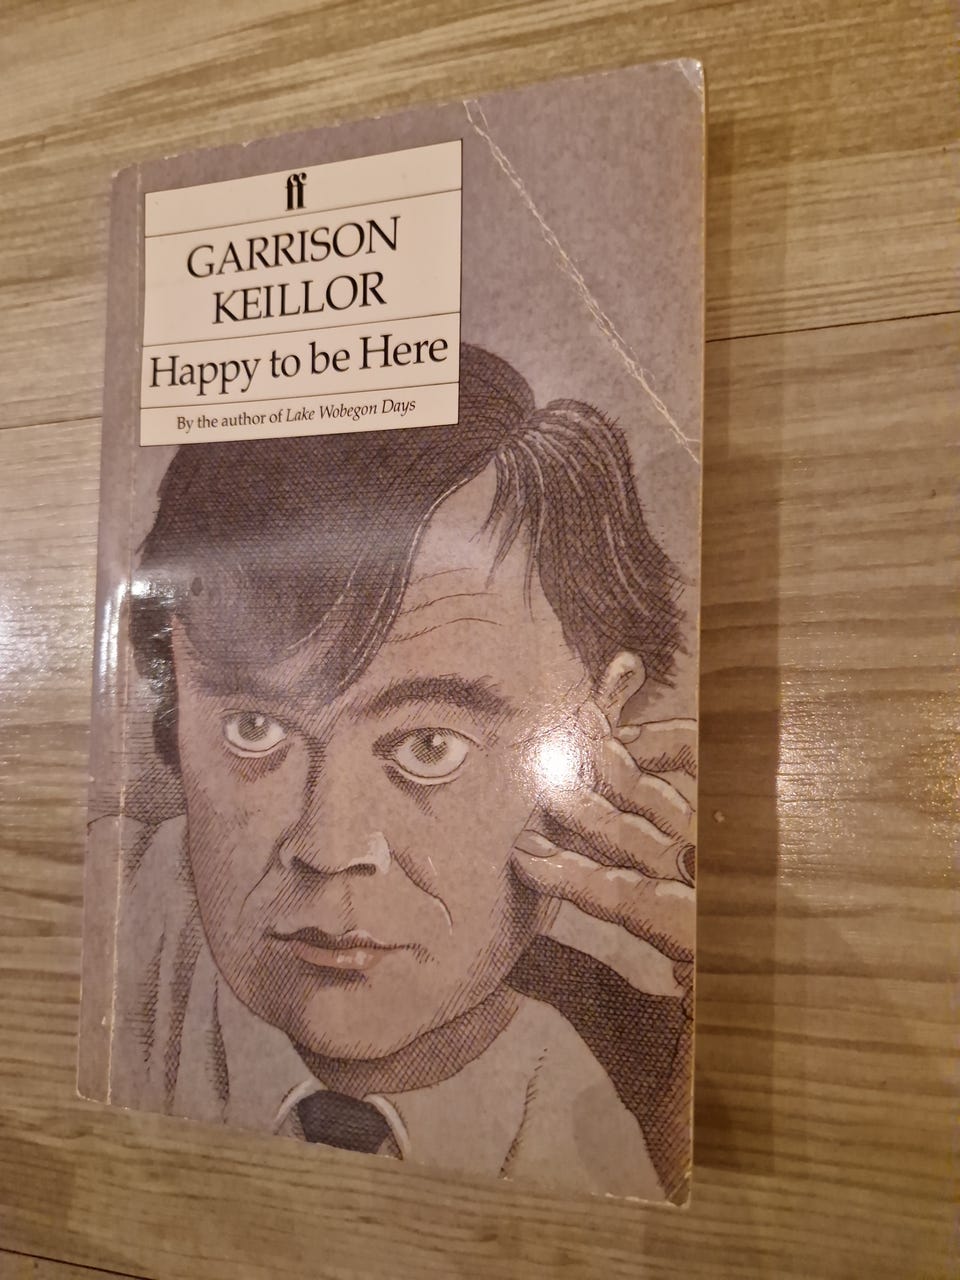 ff
GARRISON
KEILLOR
Happy to be Here
By the author of Lake Wobegon Days